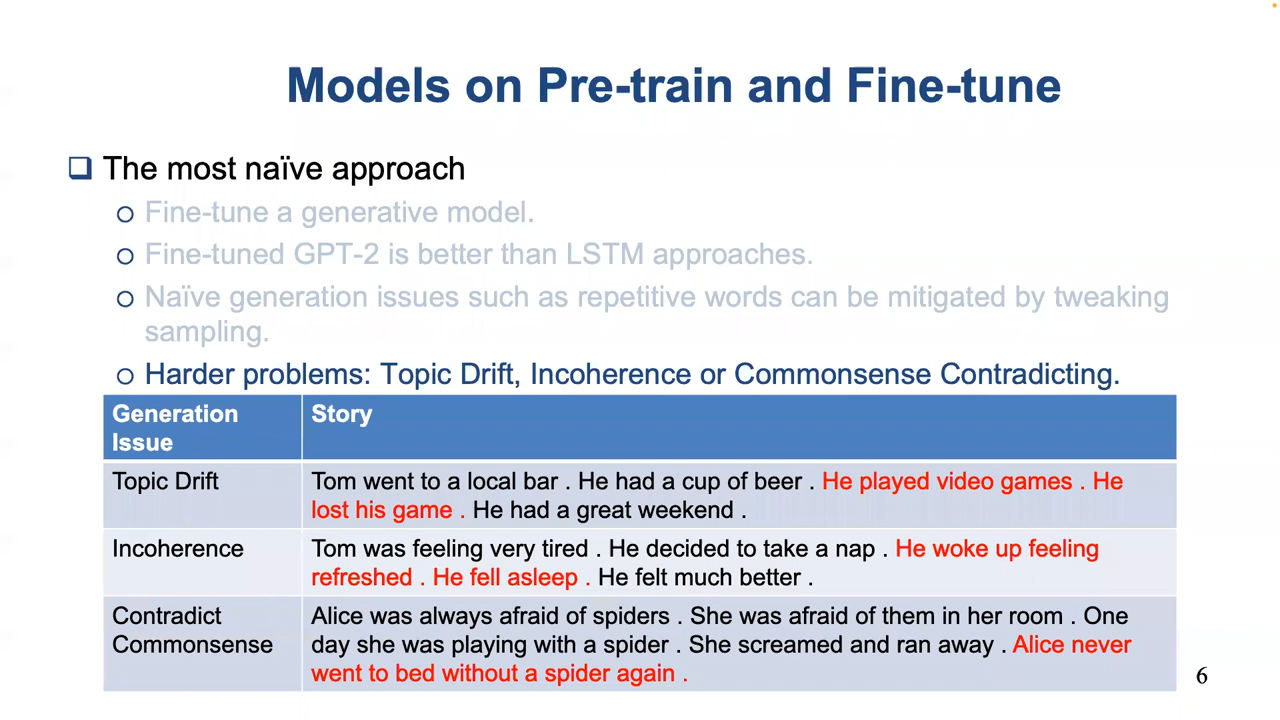 Models on Pre-train and Fine-tune
The most naïve approach
Fine-tune a generative model.
Fine-tuned GPT-2 is better than LSTM approaches.
Naïve generation issues such as repetitive words can be mitigated by tweaking
sampling.
Harder problems: Topic Drift, Incoherence or Commonsense Contradicting.
Generation
Issue
Story
Topic Drift
Tom went to a local bar . He had a cup of beer . He played video games . He
lost his game . He had a great weekend .
Incoherence
Tom was feeling very tired . He decided to take a nap . He woke up feeling
refreshed . He fell asleep . He felt much better .
Contradict
Commonsense
Alice was always afraid of spiders . She was afraid of them in her room . One
day she was playing with a spider . She screamed and ran away . Alice never
went to bed without a spider again .
6